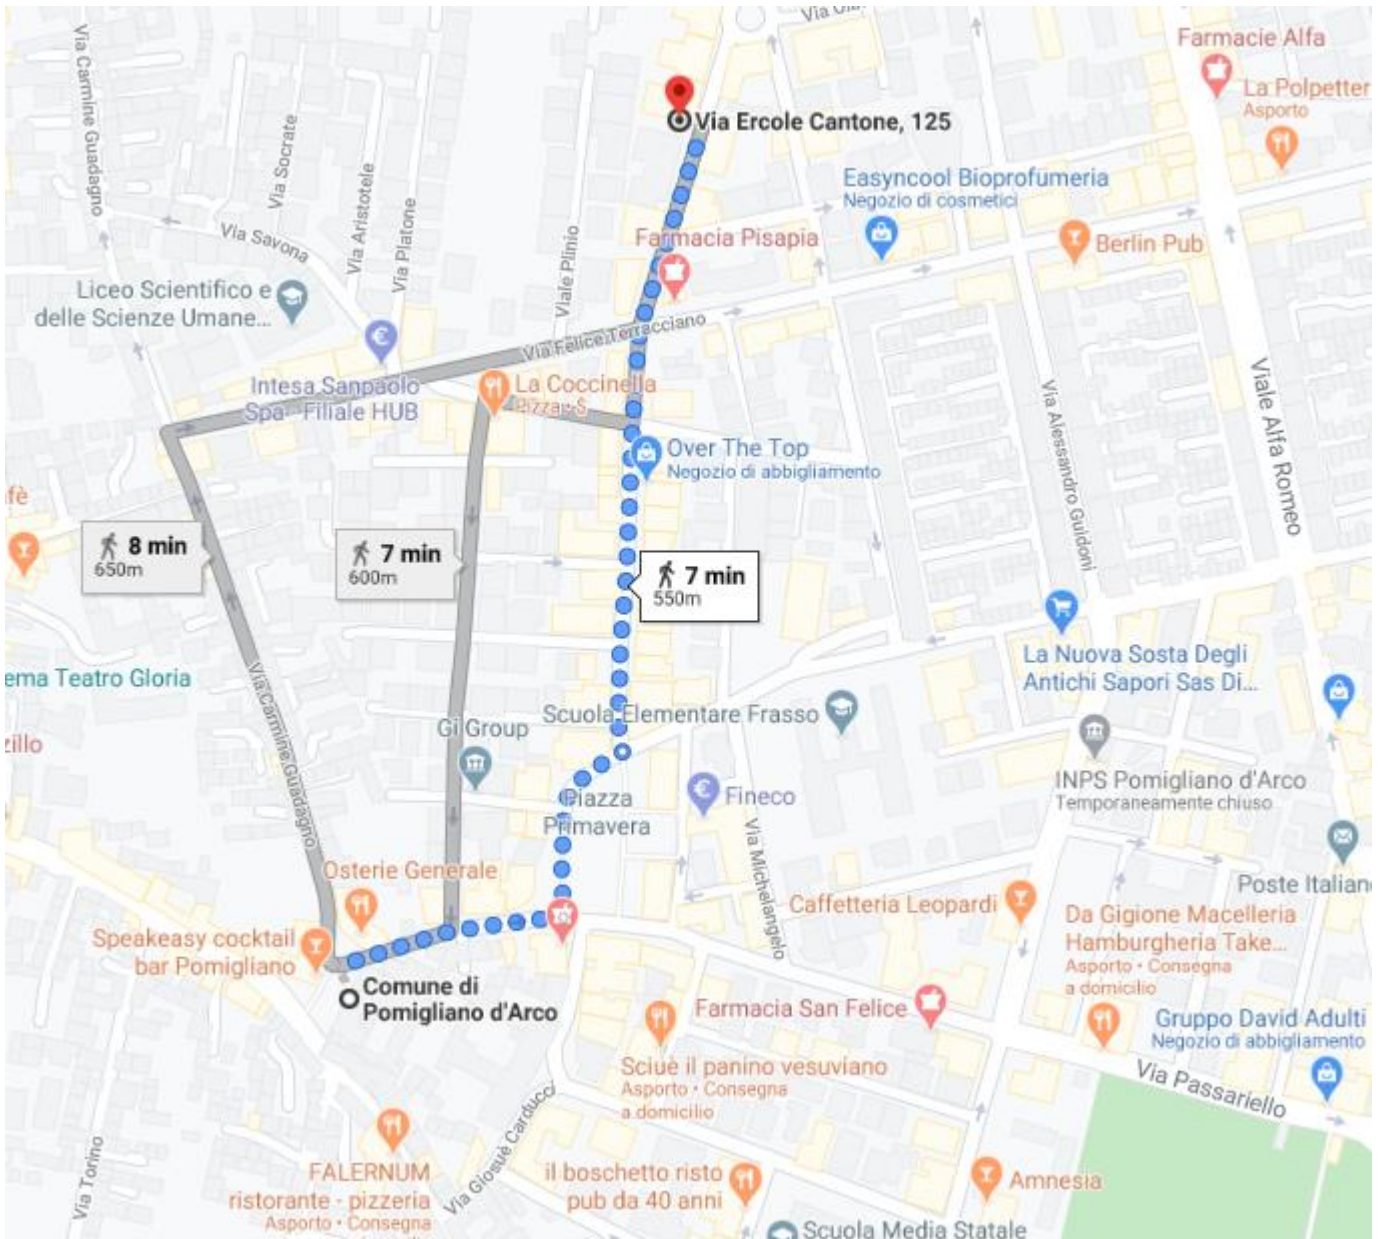 Via Carmine Guadagno
Via Socrate
Via Aristotele
Via Platone
Via Savona
Viale Plinio
Farmacie Alfa
La Polpetter
Asporto
Via Ercole Cantone, 125
Easyncool Bioprofumeria
Negozio di cosmetici
Farmacia Pisapia
Berlin Pub
Liceo Scientifico e
delle Scienze Umane...
Via Felice Terracciano
Intesa Sanpaolo
Spa- Filiale HUB
La Coccinella
Pizza • $
Over The Top
Negozio di abbigliamento
Via Alessandro Guidoni
Viale Alfa Romeo
fè
8 min
650m
7 min
600m
7 min
550m
ema Teatro Gloria
zillo
Via Carmine Guadagno
Gi Group
Scuola Elementare Frasso
La Nuova Sosta Degli
Antichi Sapori Sas Di...
INPS Pomigliano d'Arco
Temporaneamente chiuso
Piazza
Primavera
Fineco
Via Michelangelo
Poste Italian
Osterie Generale
Caffetteria Leopardi
Da Gigione Macelleria
Hamburgheria Take...
Asporto • Consegna
a domicilio
Speakeasy cocktail
bar Pomigliano
Comune di
Pomigliano d'Arco
Farmacia San Felice
Gruppo David Adulti
Negozio di abbigliamento
Sciuè il panino vesuviano
Asporto • Consegna
a domicilio
Via Passariello
Via Giosuè Carducci
Via Torino
FALERNUM
ristorante - pizzeria
Asporto • Consegna
il boschetto risto
pub da 40 anni
Amnesia
Scuola Media Statale